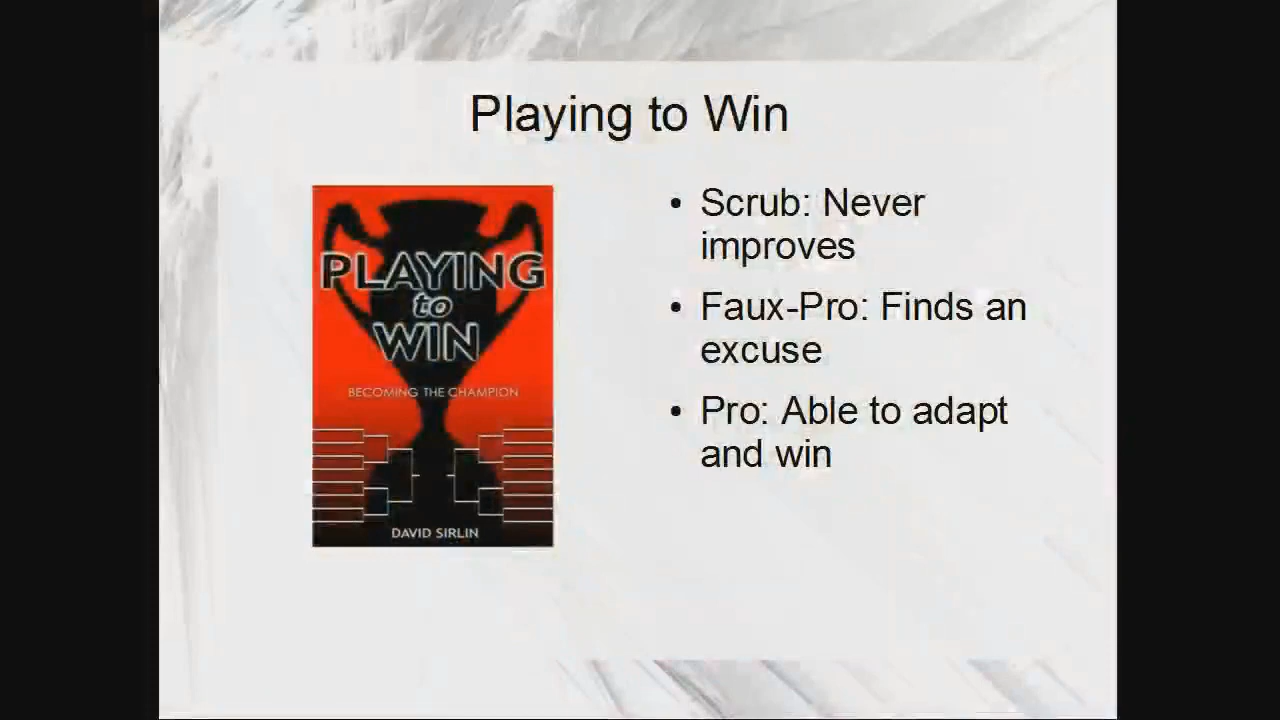 Playing to Win
PLAYING
to
WIN
BECOMING THE CHAMPION
DAVID SIRLIN
• Scrub: Never
improves
• Faux-Pro: Finds an
excuse
• Pro: Able to adapt
and win